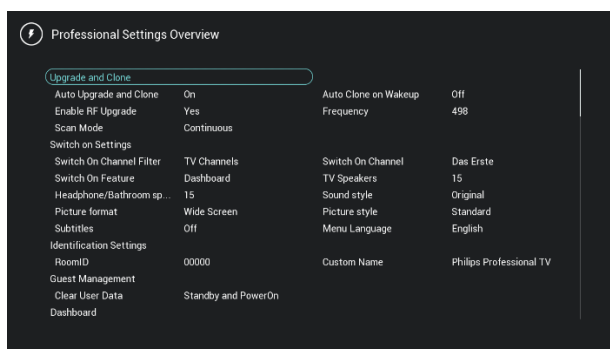 Professional Settings Overview
Upgrade and Clone
Auto Upgrade and Clone On Auto Clone on Wakeup Off
Enable RF Upgrade Yes Frequency 498
Scan Mode Continuous
Switch on Settings
Switch On Channel Filter TV Channels Switch On Channel Das Erste
Switch On Feature Dashboard TV Speakers 15
Headphone/Bathroom sp... 15 Sound style Original
Picture format Wide Screen Picture style Standard
Subtitles Off Menu Language English
Identification Settings
RoomID 00000 Custom Name Philips Professional TV
Guest Management
Clear User Data Standby and PowerOn
Dashboard